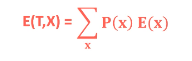 E(T,X) = ∑ P(x) E(x)
x